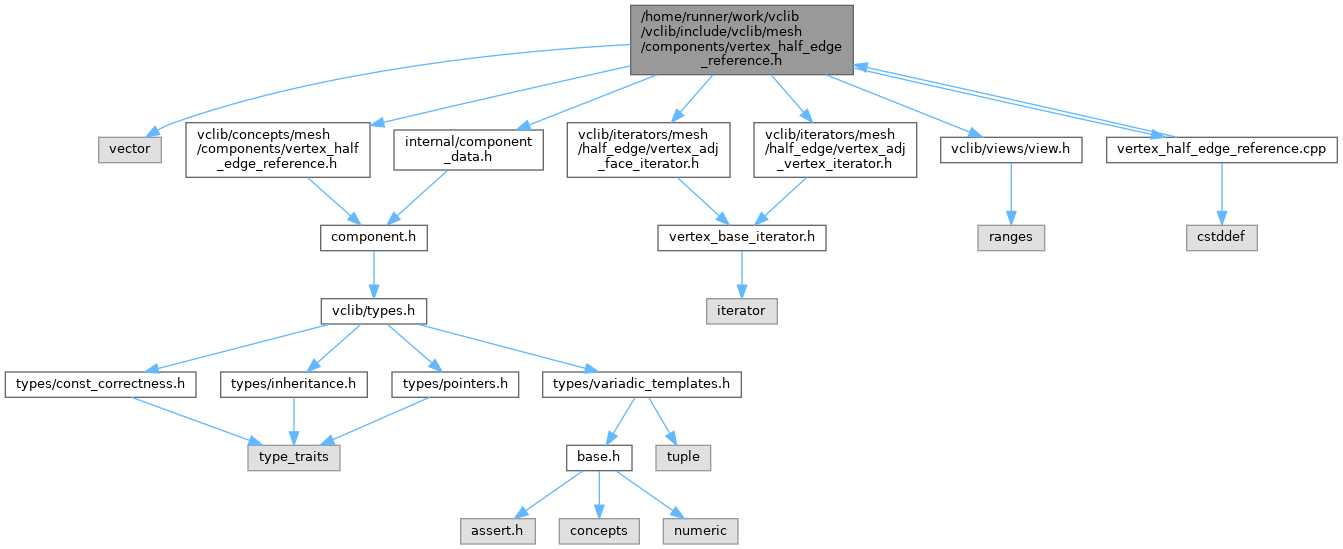 /home/runner/work/vclib
/vclib/include/vclib/mesh
/components/vertex_half_edge
_reference.h
vector
vclib/concepts/mesh
/components/vertex_half
_edge_reference.h
internal/component
_data.h
vclib/iterators/mesh
/half_edge/vertex_adj
_face_iterator.h
vclib/iterators/mesh
/half_edge/vertex_adj
_vertex_iterator.h
vclib/views/view.h
vertex_half_edge_reference.cpp
component.h
vertex_base_iterator.h
ranges
cstddef
vclib/types.h
iterator
types/const_correctness.h
types/inheritance.h
types/pointers.h
types/variadic_templates.h
type_traits
base.h
tuple
assert.h
concepts
numeric